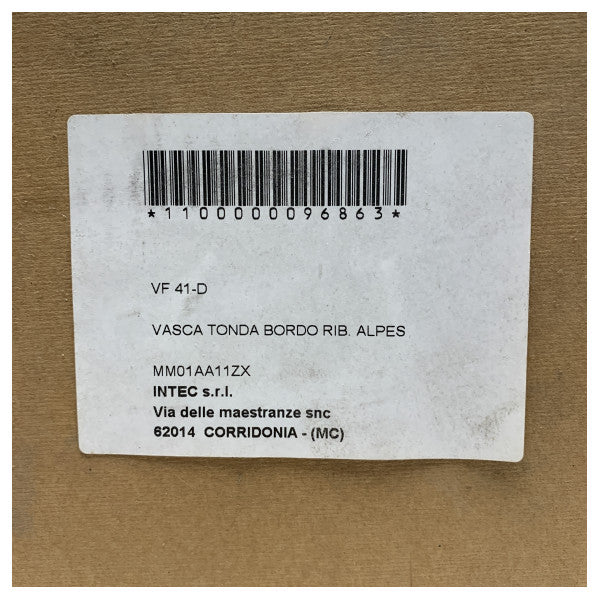 *1100000096863*
VF 41-D
VASCA TONDA BORDO RIB. ALPES
MM01AA11ZX
INTEC s.r.l.
Via delle maestranze snc
62014 CORRIDONIA - (MC)